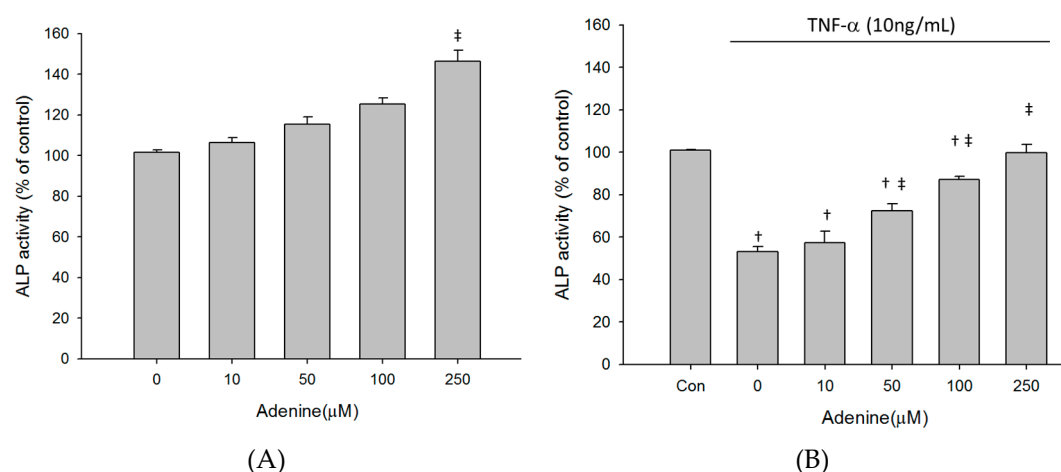 160
140
120
100
80
60
40
20
0
ALP activity (% of control)
‡
0 10 50 100 250
Adenine(μM)
(A)
TNF-α (10ng/mL)
160
140
120
100
80
60
40
20
0
ALP activity (% of control)
†
†
† ‡
† ‡
‡
Con 0 10 50 100 250
Adenine(μM)
(B)